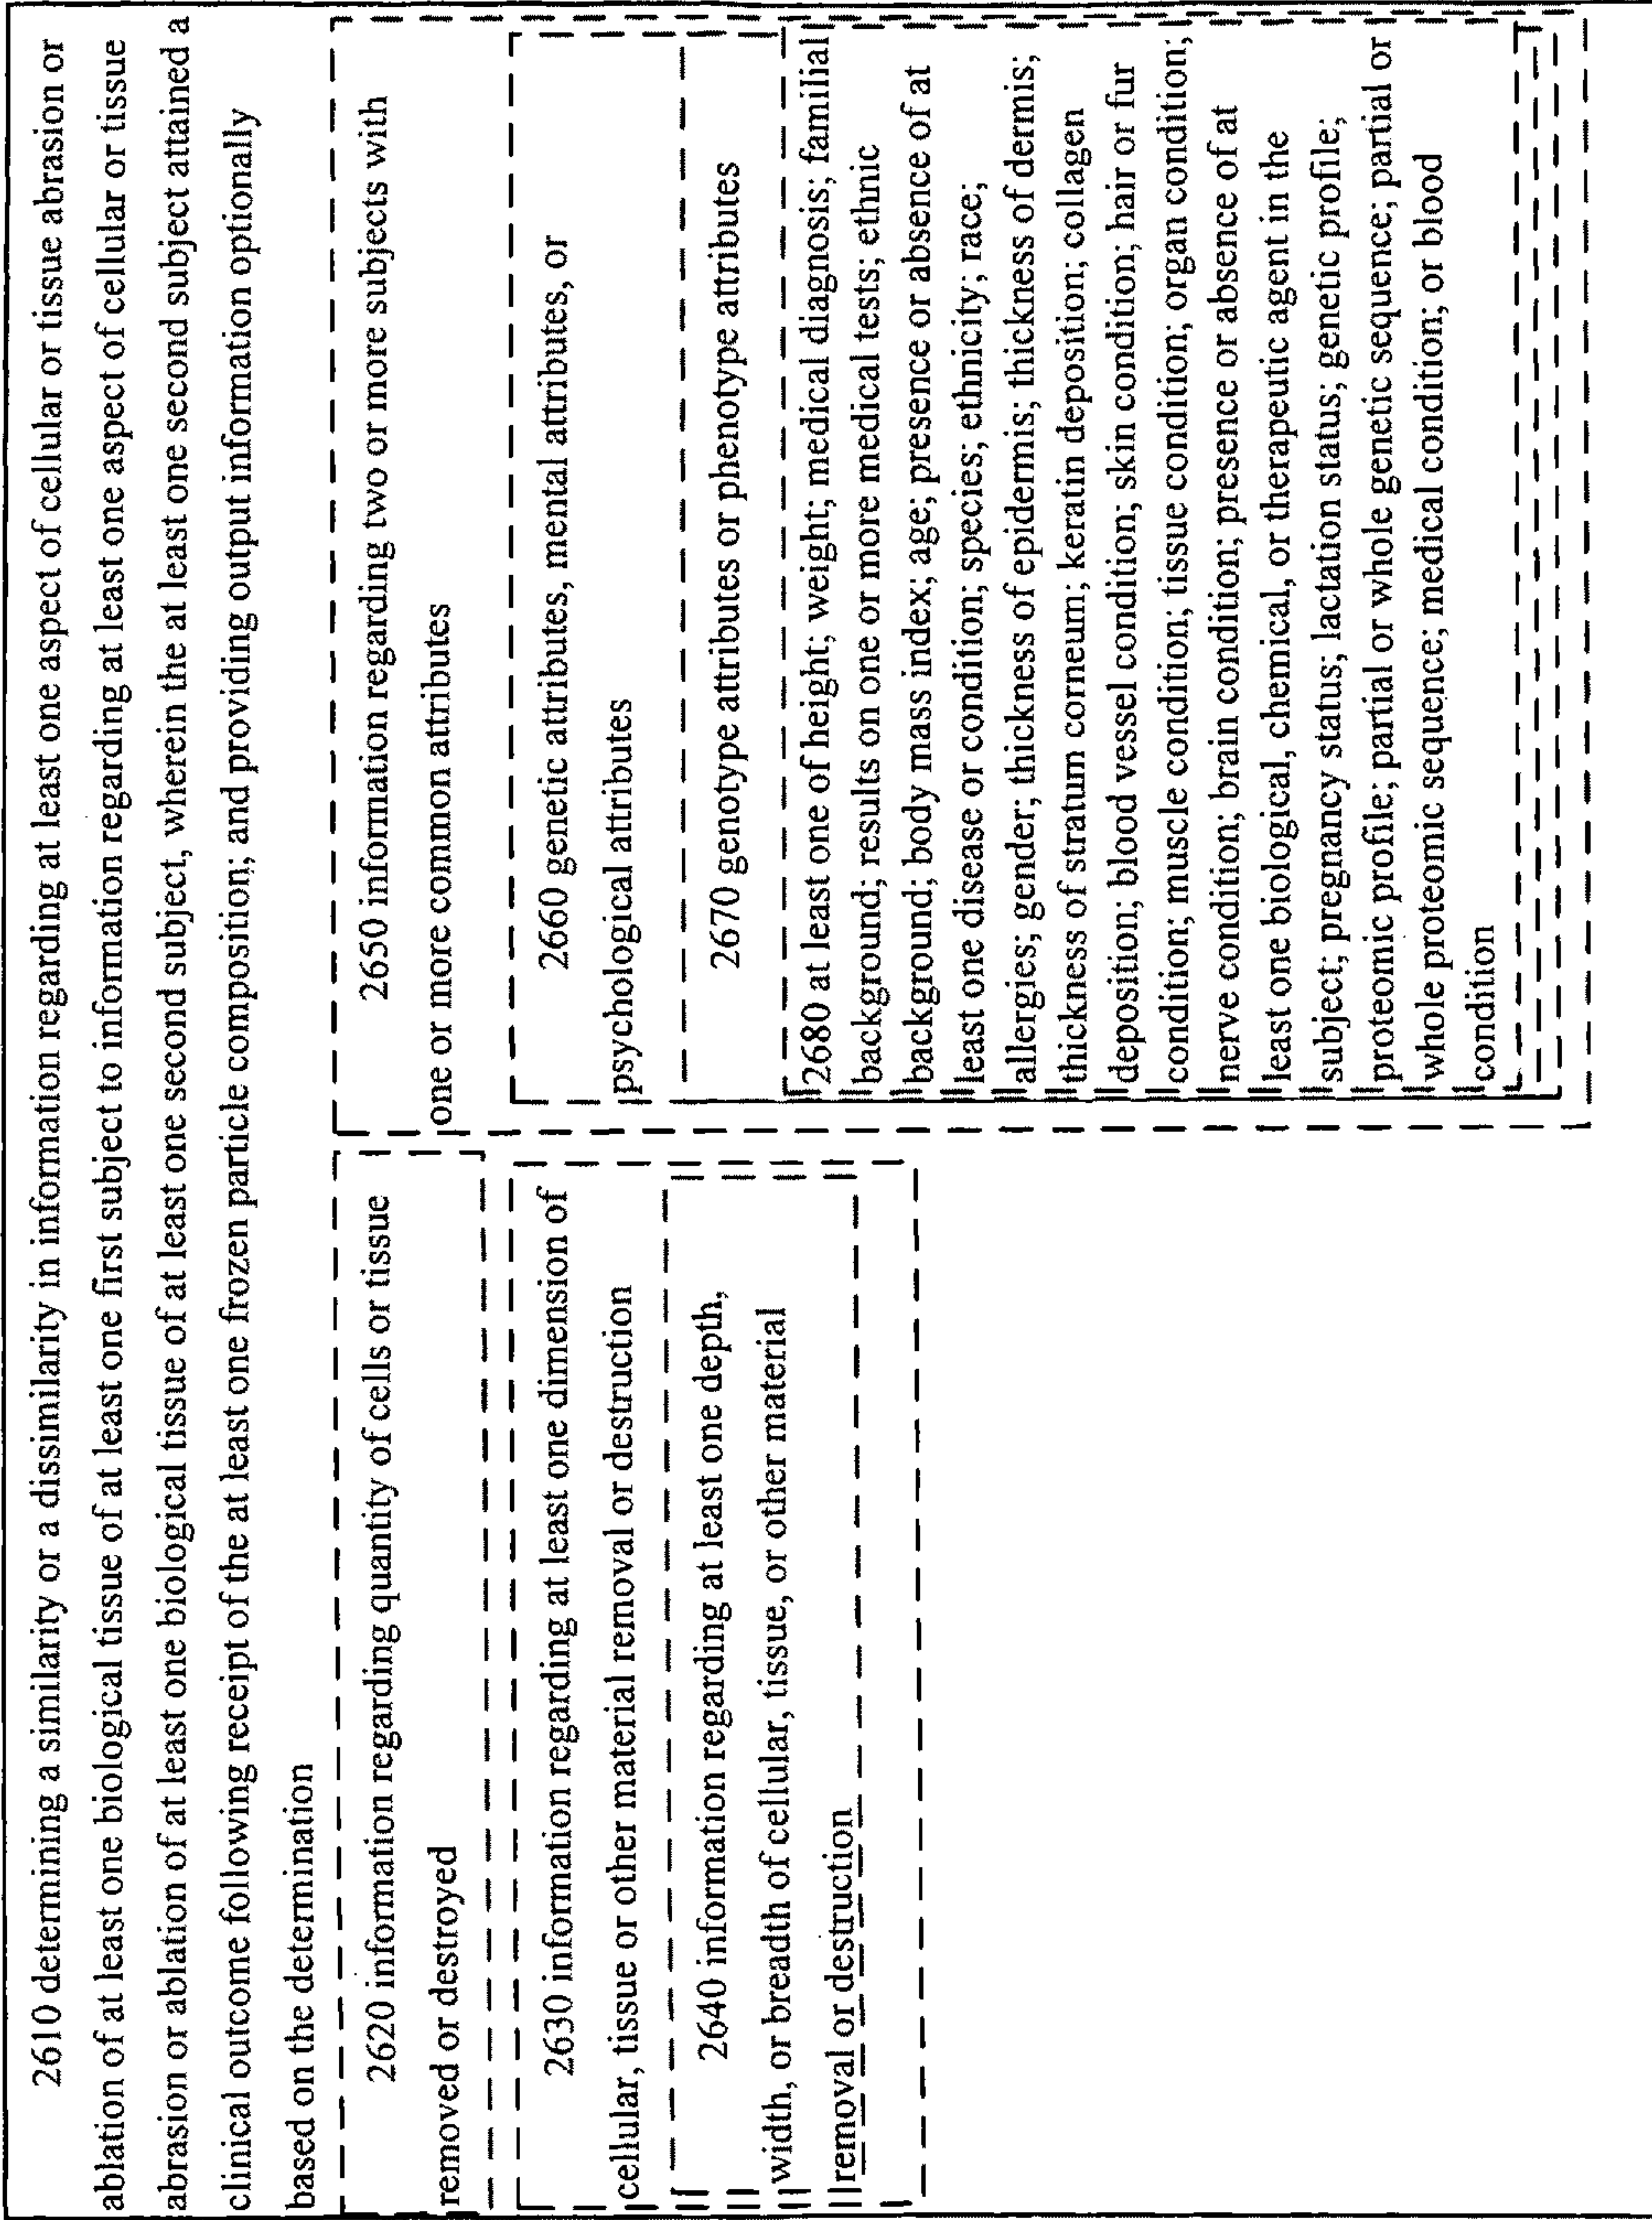 2610 determining a similarity or a dissimilarity in information regarding at least one aspect of cellular or tissue abrasion or
ablation of at least one biological tissue of at least one first subject to information regarding at least one aspect of cellular or tissue
abrasion or ablation of at least one biological tissue of at least one second subject, wherein the at least one second subject attained a
clinical outcome following receipt of the at least one frozen particle composition; and providing output information optionally
based on the determination
2620 information regarding quantity of cells or tissue
removed or destroyed
2630 information regarding at least one dimension of
cellular, tissue or other material removal or destruction
2640 information regarding at least one depth,
width, or breadth of cellular, tissue, or other material
removal or destruction
2650 information regarding two or more subjects with
one or more common attributes
2660 genetic attributes, mental attributes, or
psychological attributes
2670 genotype attributes or phenotype attributes
2680 at least one of height; weight; medical diagnosis; familial
background; results on one or more medical tests; ethnic
background; body mass index; age; presence or absence of at
least one disease or condition; species; ethnicity; race;
allergies; gender; thickness of epidermis; thickness of dermis;
thickness of stratum corneum; keratin deposition; collagen
deposition; blood vessel condition; skin condition; hair or fur
condition; muscle condition; tissue condition; organ condition;
nerve condition; brain condition; presence or absence of at
least one biological, chemical, or therapeutic agent in the
subject; pregnancy status; lactation status; genetic profile;
proteomic profile; partial or whole genetic sequence; partial or
whole proteomic sequence; medical condition; or blood
condition